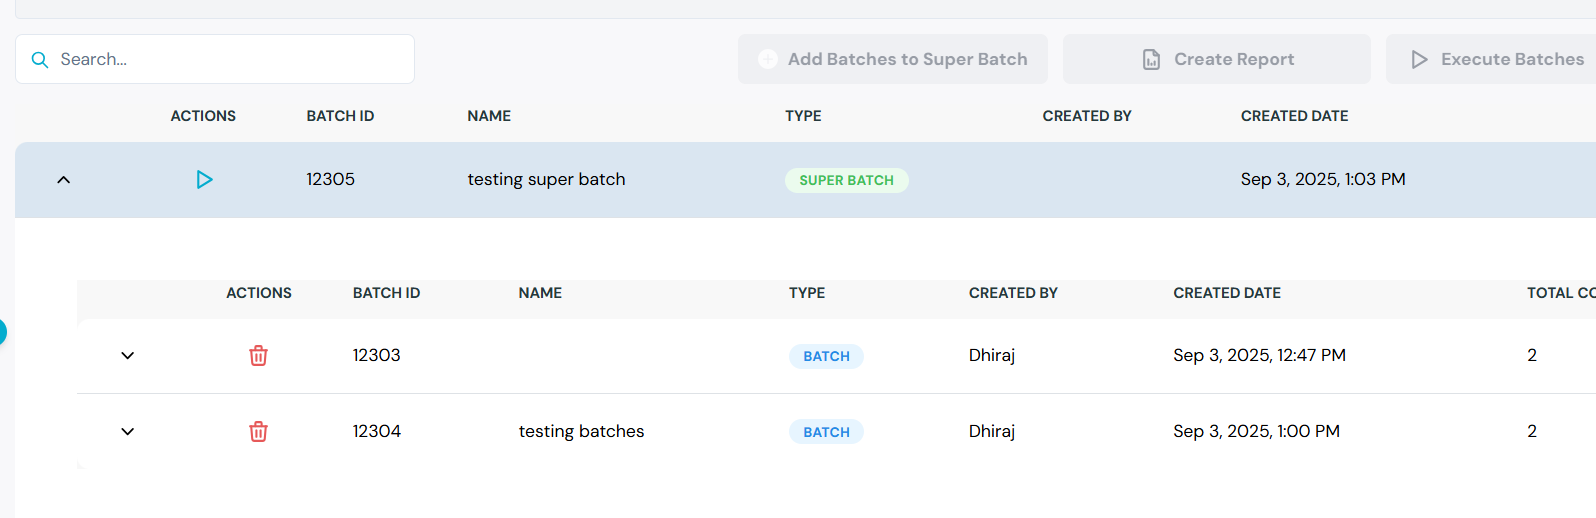 Search...
Add Batches to Super Batch
Create Report
Execute Batches
ACTIONS BATCH ID NAME TYPE CREATED BY CREATED DATE
12305 testing super batch SUPER BATCH Sep 3, 2025, 1:03 PM
ACTIONS BATCH ID NAME TYPE CREATED BY CREATED DATE TOTAL CO
12303 BATCH Dhiraj Sep 3, 2025, 12:47 PM 2
12304 testing batches BATCH Dhiraj Sep 3, 2025, 1:00 PM 2